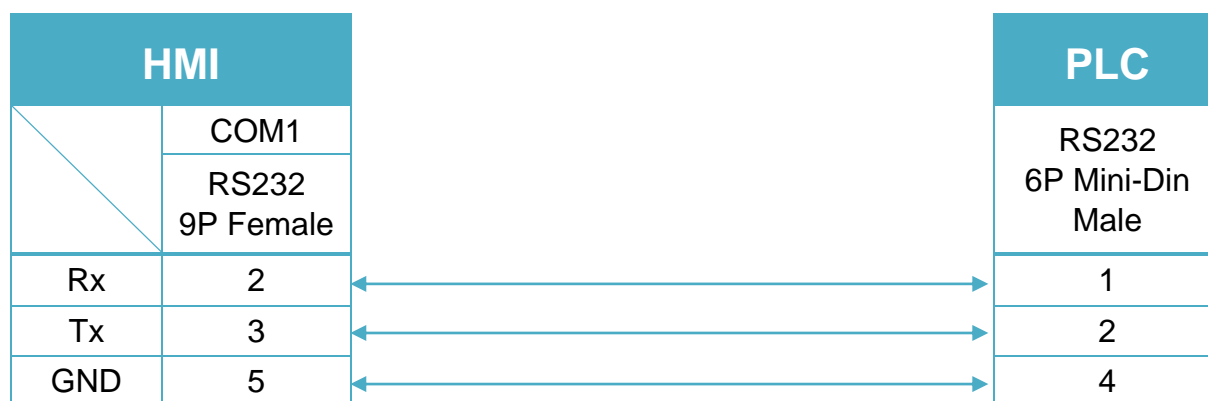 HMI
PLC
COM1
RS232
9P Female
RS232
6P Mini-Din
Male
Rx 2 1
Tx 3 2
GND 5 4